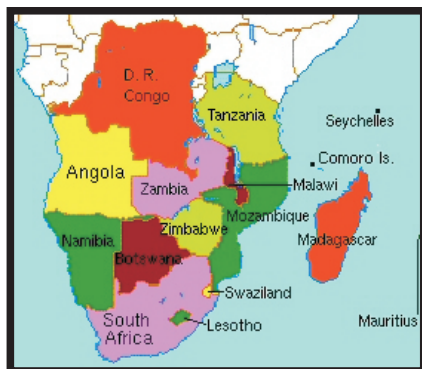 D. R.
Congo
Tanzania
Seychelles
Angola
Comoro Is.
Zambia
Malawi
Mozambique
Zimbabwe
Namibia
Madagascar
Botswana
Swaziland
South
Africa
Lesotho
Mauritius